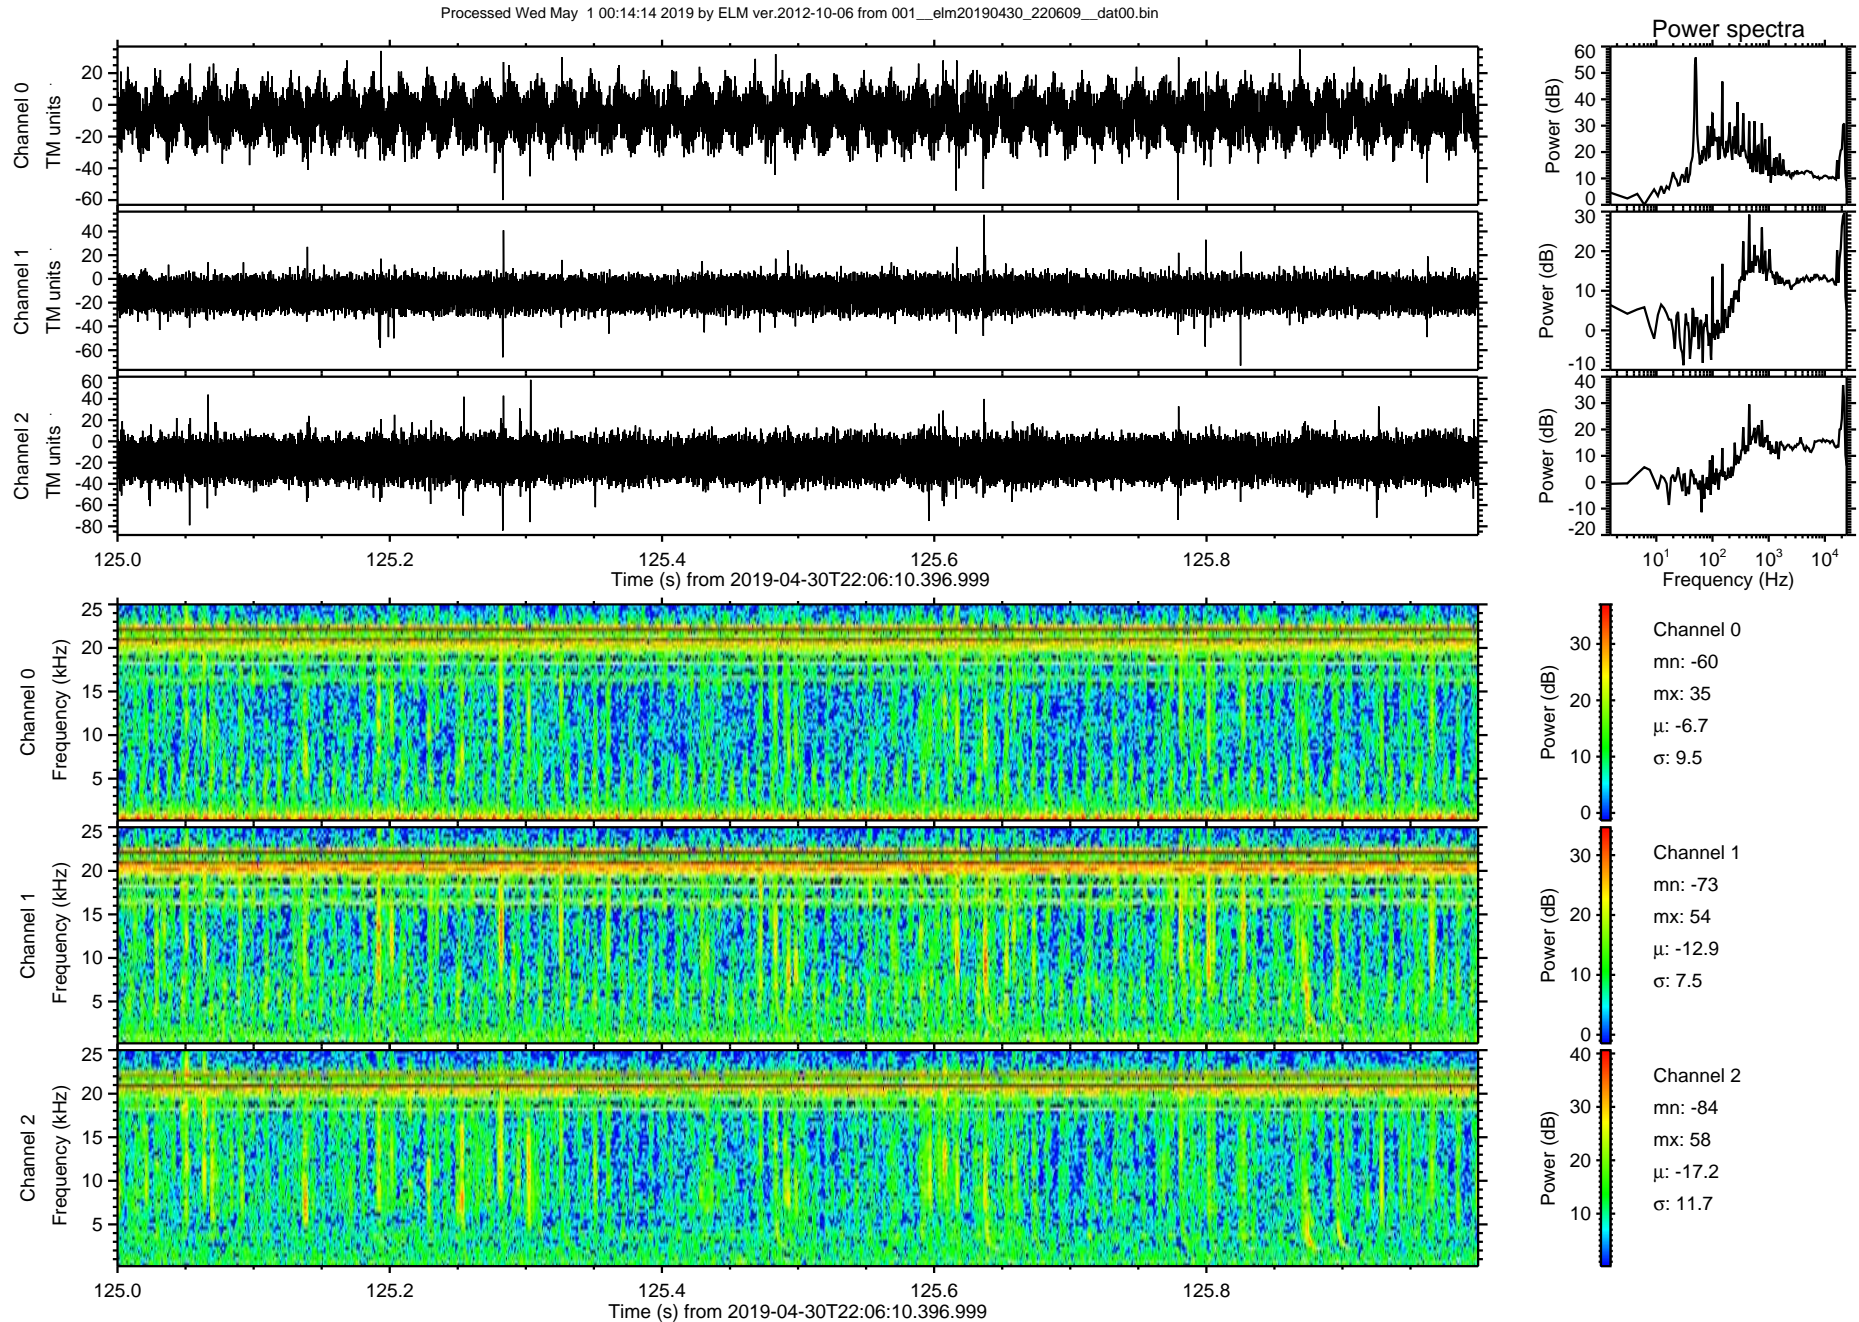 Processed Wed May  1 00:14:14 2019 by ELM ver.2012-10-06 from 001__elm20190430_220609__dat00.bin
Power spectra
Channel 0
TM units
20
0
-20
-40
-60
Power (dB)
60
50
40
30
20
10
0
Channel 1
TM units
40
20
0
-20
-40
-60
Power (dB)
30
20
10
0
-10
Channel 2
TM units
60
40
20
0
-20
-40
-60
-80
Power (dB)
40
30
20
10
0
-10
-20
125.0 125.2 125.4 125.6 125.8
Time (s) from 2019-04-30T22:06:10.396.999
10^1 10^2 10^3 10^4
Frequency (Hz)
Channel 0
Frequency (kHz)
25
20
15
10
5
Power (dB)
30
20
10
0
Channel 0
mn: -60
mx: 35
μ: -6.7
σ: 9.5
Channel 1
Frequency (kHz)
25
20
15
10
5
Power (dB)
30
20
10
0
Channel 1
mn: -73
mx: 54
μ: -12.9
σ: 7.5
Channel 2
Frequency (kHz)
25
20
15
10
5
Power (dB)
40
30
20
10
Channel 2
mn: -84
mx: 58
μ: -17.2
σ: 11.7
125.0 125.2 125.4 125.6 125.8
Time (s) from 2019-04-30T22:06:10.396.999